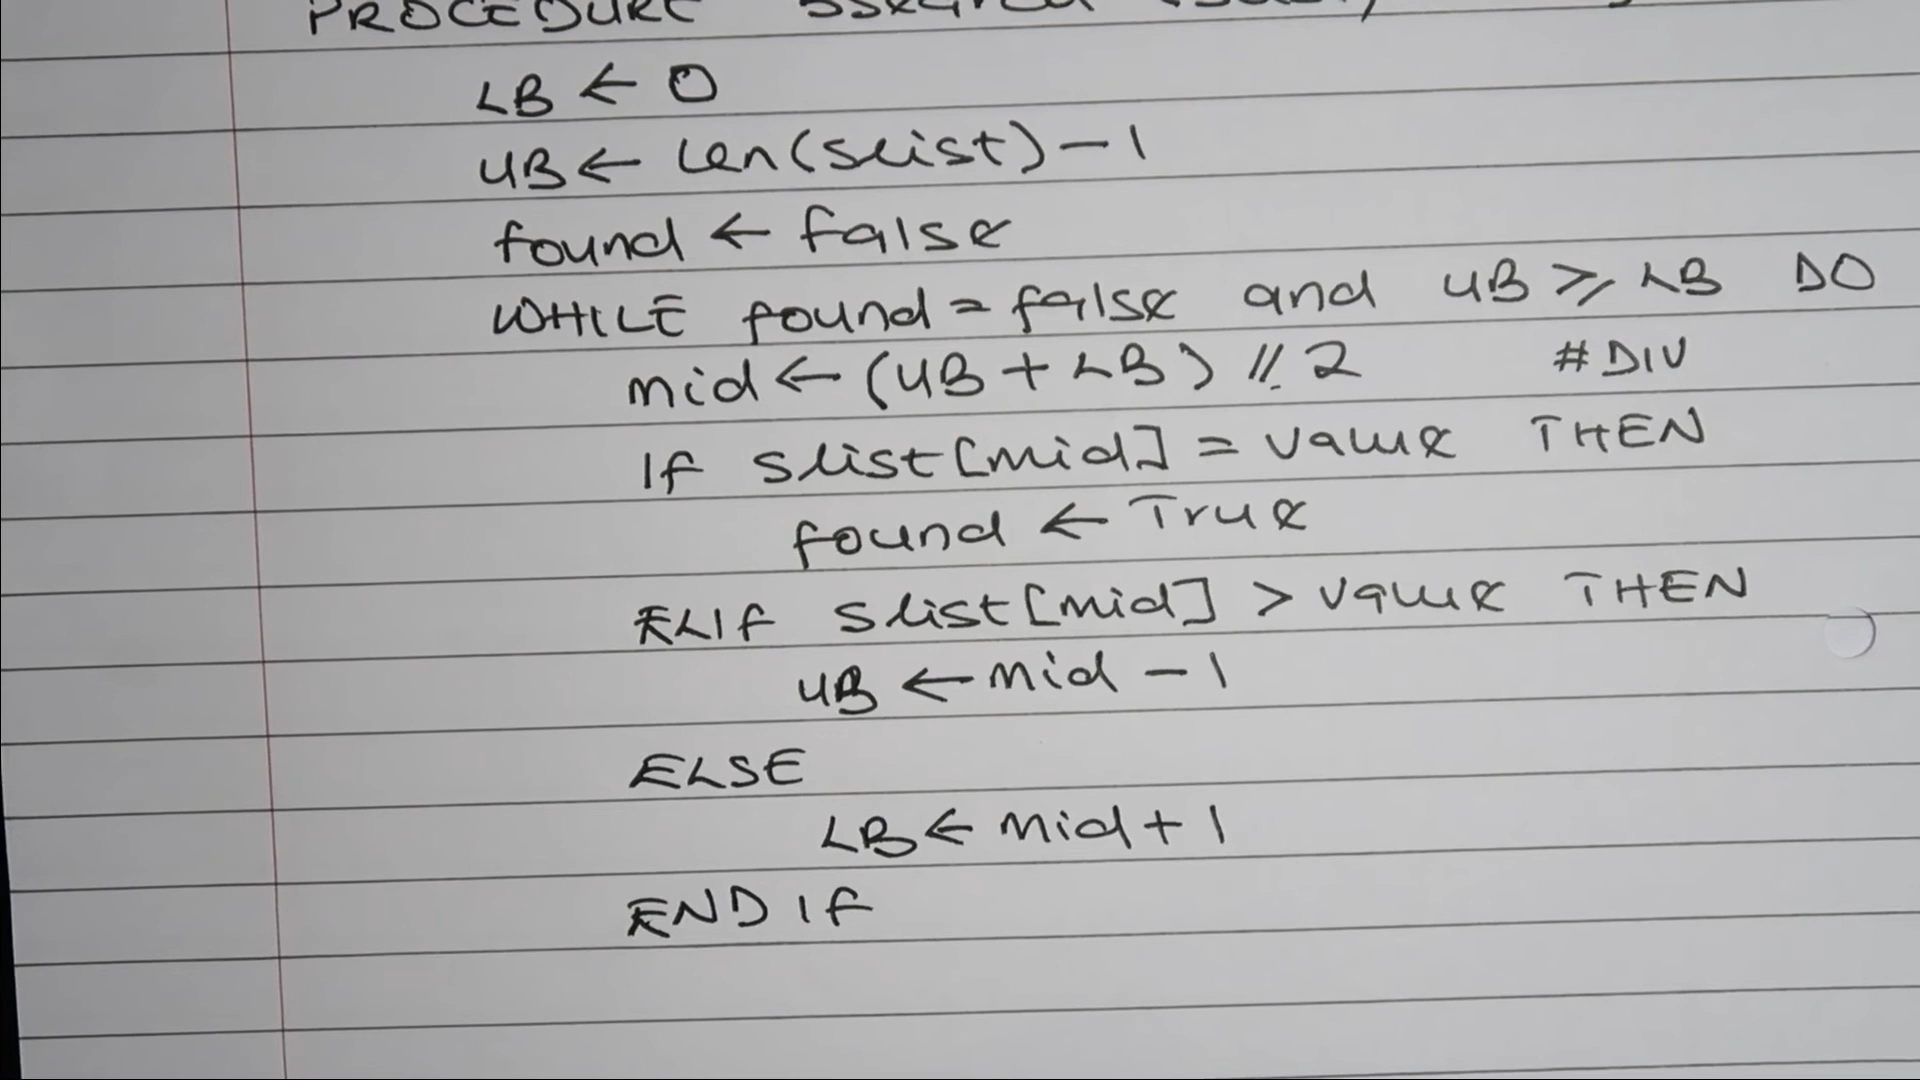 PROCEDURE
LB ← 0
UB ← len(slist) - 1
found ← false
WHILE found = false and UB ≥ LB DO
mid ← (UB + LB) // 2 #DIV
If slist[mid] = value THEN
found ← True
ELIF slist[mid] > value THEN
UB ← mid - 1
ELSE
LB ← mid + 1
END IF